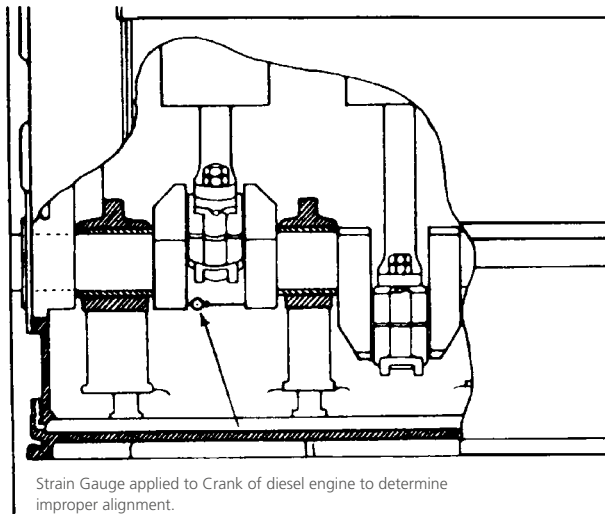 Strain Gauge applied to Crank of diesel engine to determine
improper alignment.